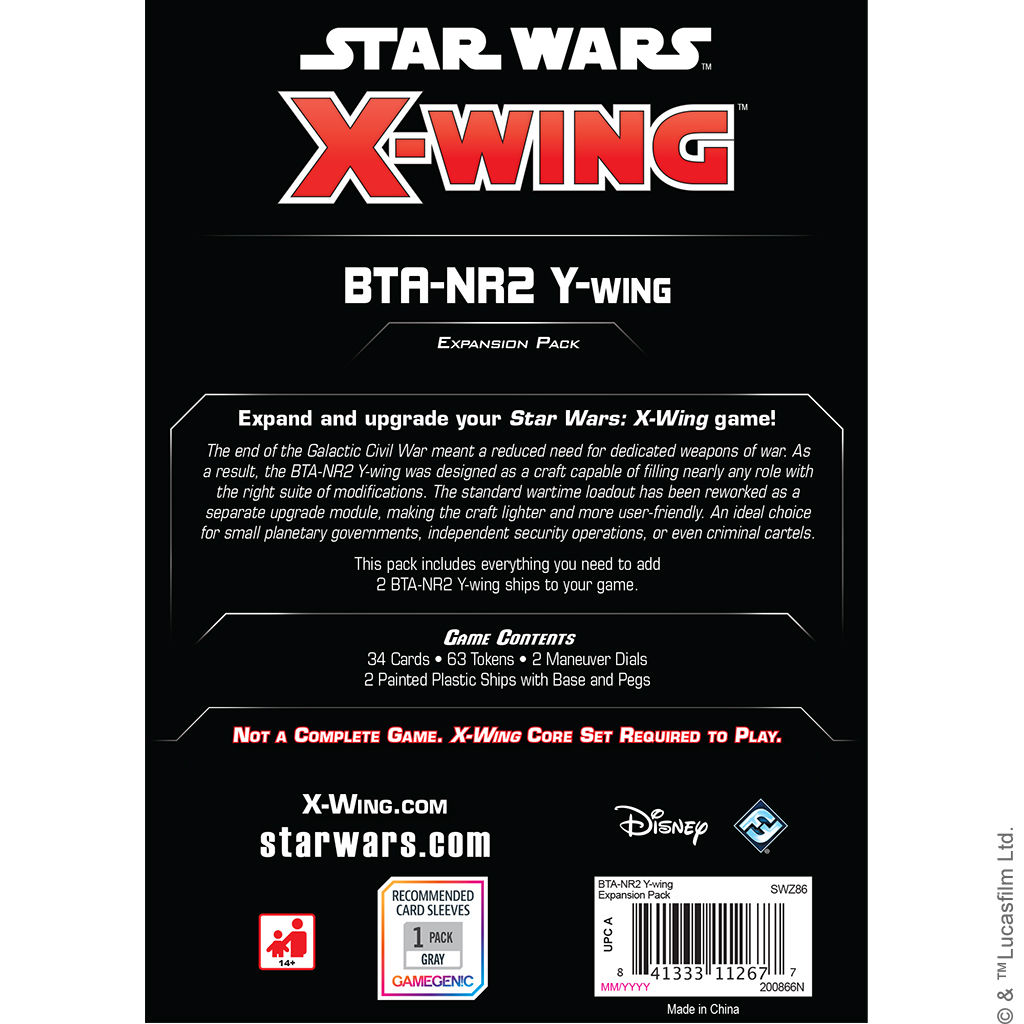 STAR WARS™
X-WING™
BTA-NR2 Y-WING
EXPANSION PACK
Expand and upgrade your Star Wars: X-Wing game!
The end of the Galactic Civil War meant a reduced need for dedicated weapons of war. As
a result, the BTA-NR2 Y-wing was designed as a craft capable of filling nearly any role with
the right suite of modifications. The standard wartime loadout has been reworked as a
separate upgrade module, making the craft lighter and more user-friendly. An ideal choice
for small planetary governments, independent security operations, or even criminal cartels.
This pack includes everything you need to add
2 BTA-NR2 Y-wing ships to your game.
GAME CONTENTS
34 Cards • 63 Tokens • 2 Maneuver Dials
2 Painted Plastic Ships with Base and Pegs
NOT A COMPLETE GAME. X-WING CORE SET REQUIRED TO PLAY.
X-WING.COM
starwars.com
Disney
®
14+
RECOMMENDED
CARD SLEEVES
1 PACK
GRAY
GAMEGEN!C
BTA-NR2 Y-wing
Expansion Pack
SWZ86
UPC A
8 41333 11267 7
MM/YYYY
200866N
Made in China
© & ™ Lucasfilm Ltd.